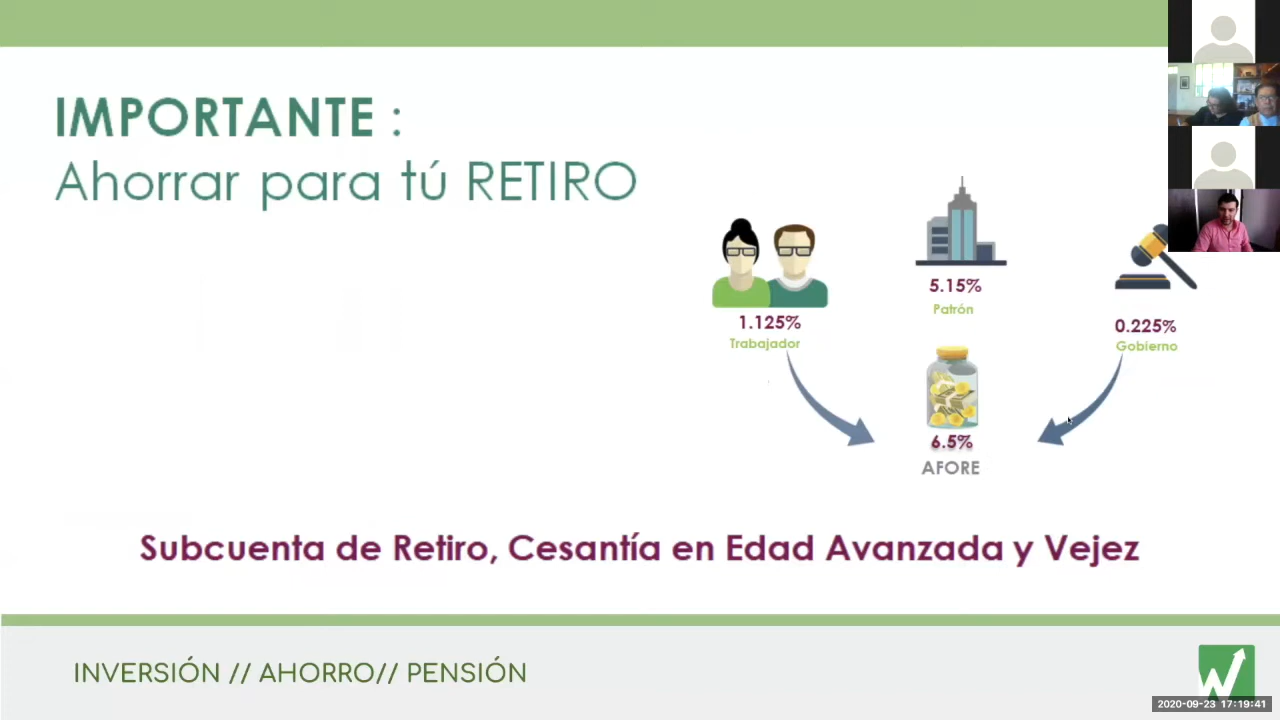 IMPORTANTE :
Ahorrar para tú RETIRO
5.15%
Patrón
1.125%
Trabajador
0.225%
Gobierno
6.5%
AFORE
Subcuenta de Retiro, Cesantía en Edad Avanzada y Vejez
INVERSIÓN // AHORRO// PENSIÓN
W
2020-09-23 17:19:41